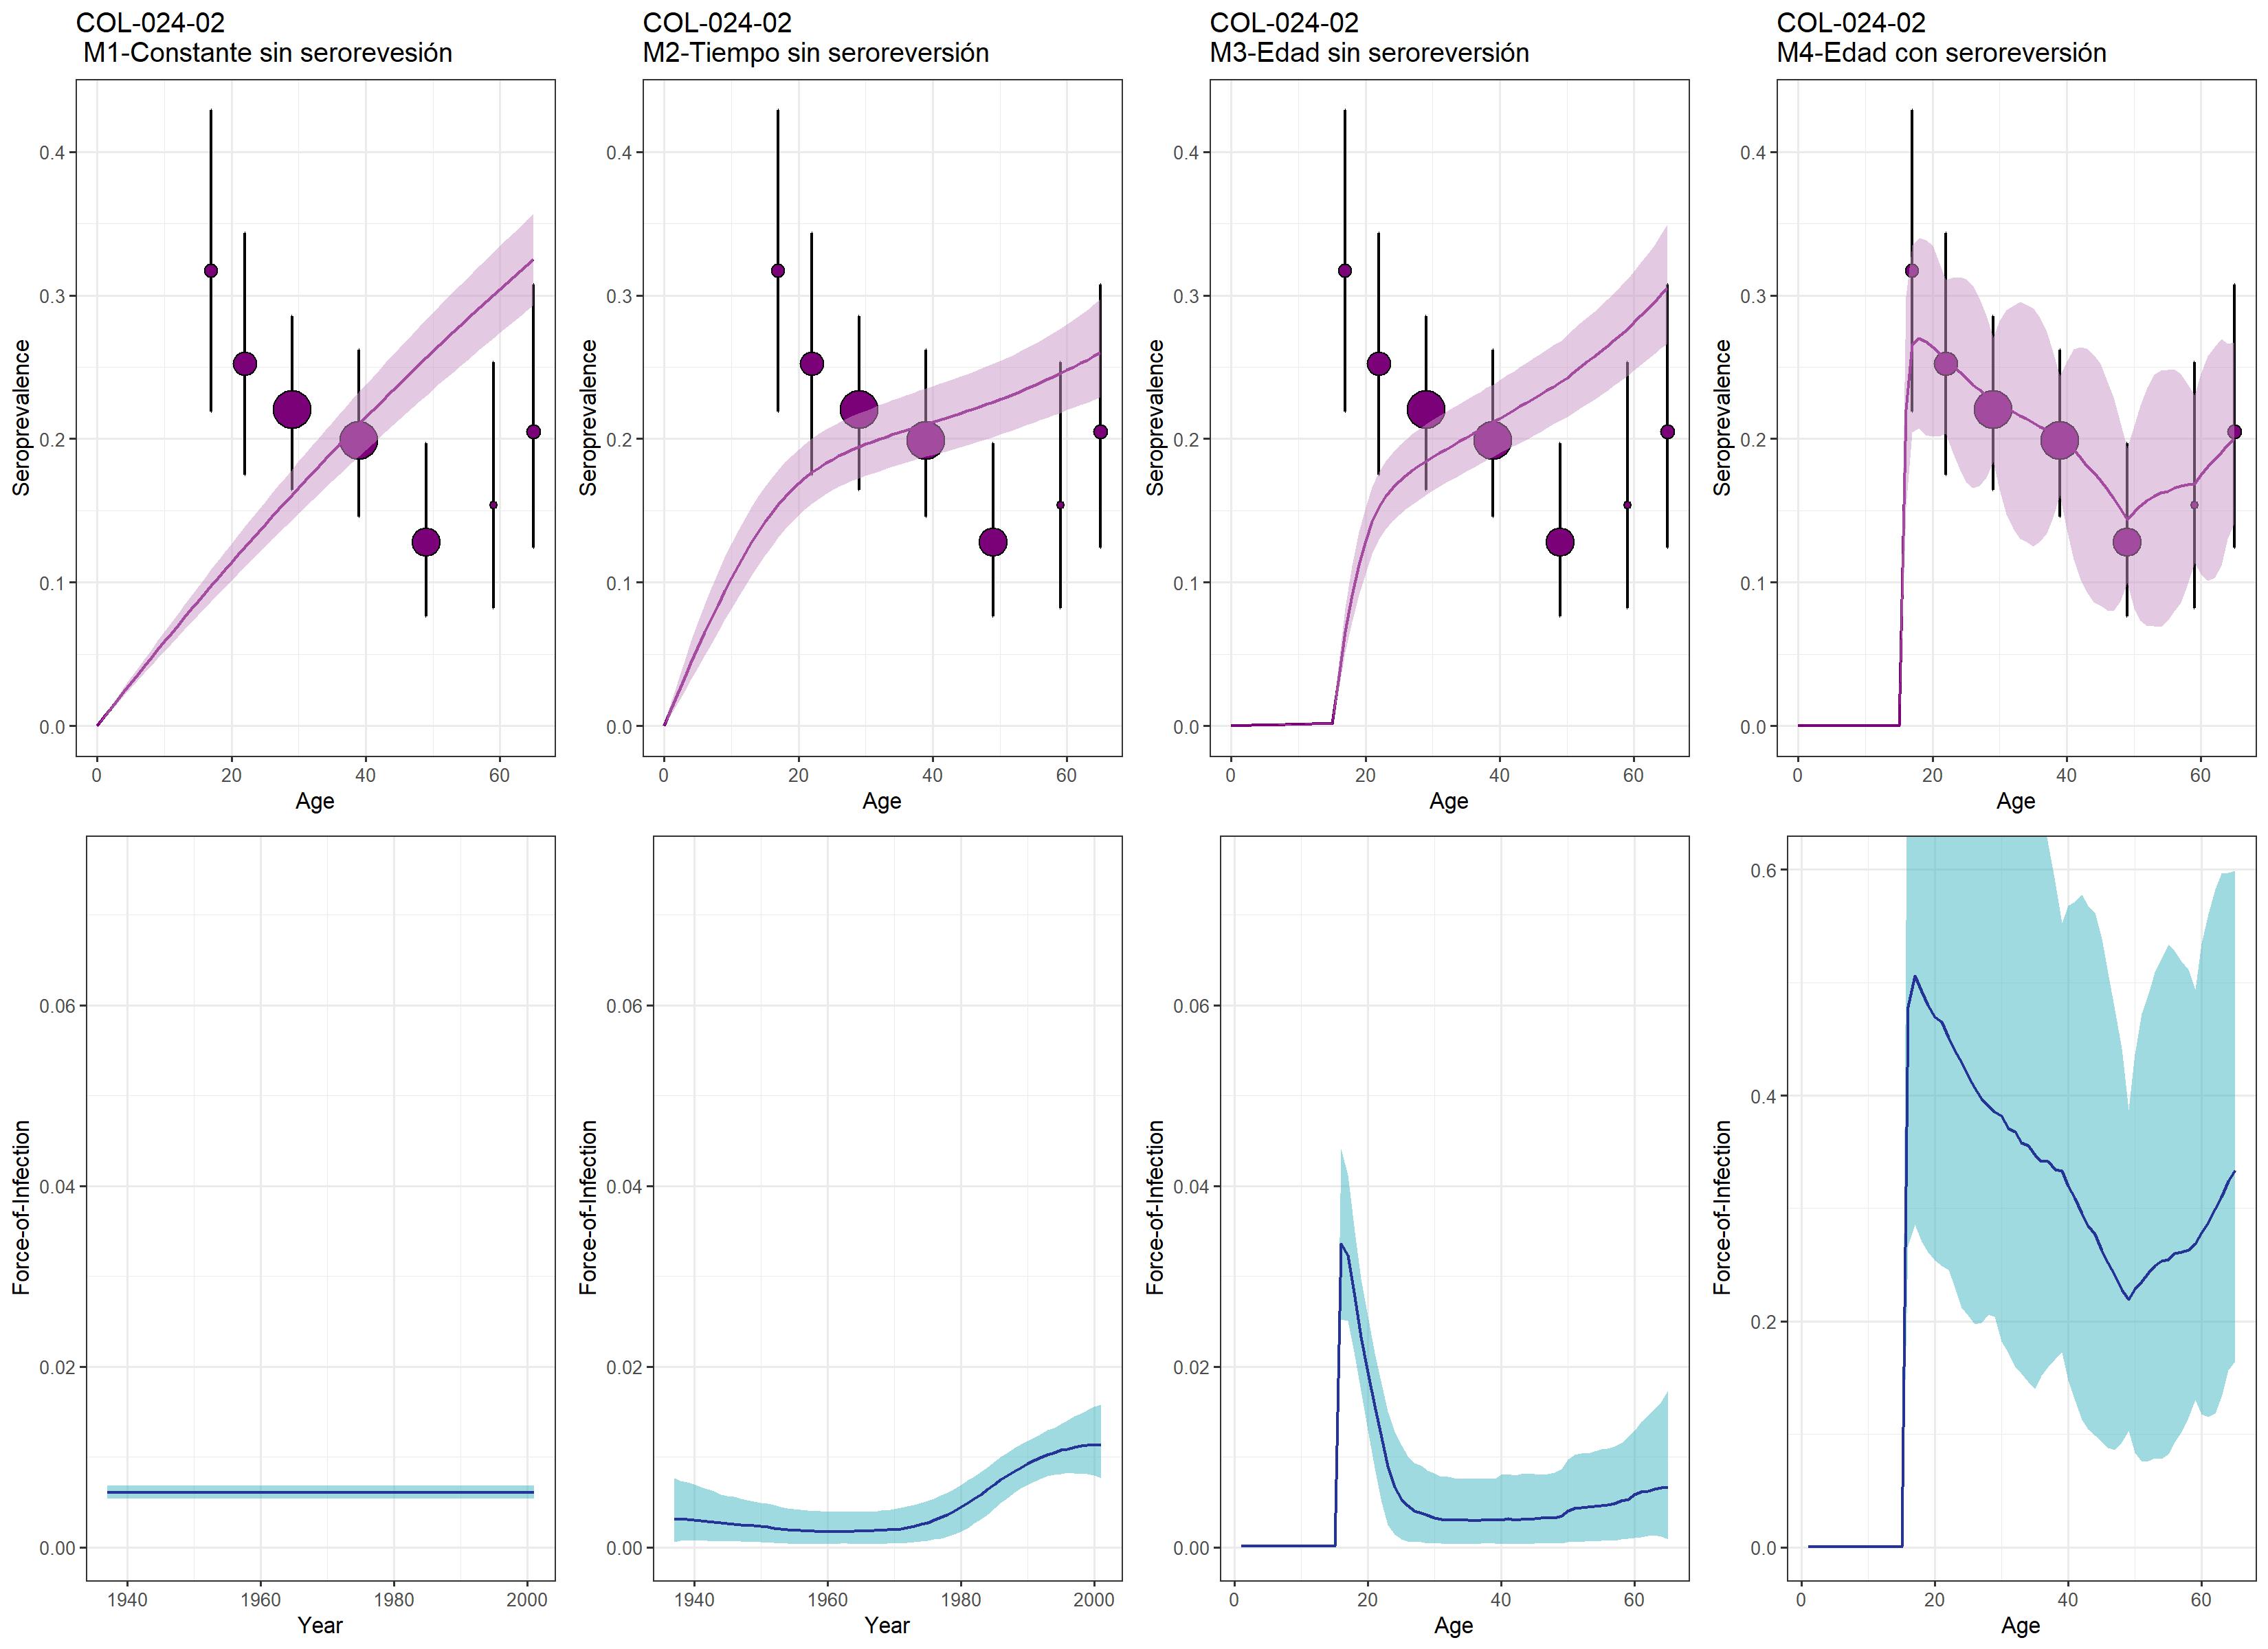 COL-024-02
M1-Constante sin serorevesión
COL-024-02
M2-Tiempo sin seroreversión
COL-024-02
M3-Edad sin seroreversión
COL-024-02
M4-Edad con seroreversión
Seroprevalence
0.4
0.3
0.2
0.1
0.0
0
20
40
60
Age
Seroprevalence
0.4
0.3
0.2
0.1
0.0
0
20
40
60
Age
Seroprevalence
0.4
0.3
0.2
0.1
0.0
0
20
40
60
Age
Seroprevalence
0.4
0.3
0.2
0.1
0.0
0
20
40
60
Age
Force-of-Infection
0.06
0.04
0.02
0.00
1940
1960
1980
2000
Year
Force-of-Infection
0.06
0.04
0.02
0.00
1940
1960
1980
2000
Year
Force-of-Infection
0.06
0.04
0.02
0.00
0
20
40
60
Age
Force-of-Infection
0.6
0.4
0.2
0.0
0
20
40
60
Age